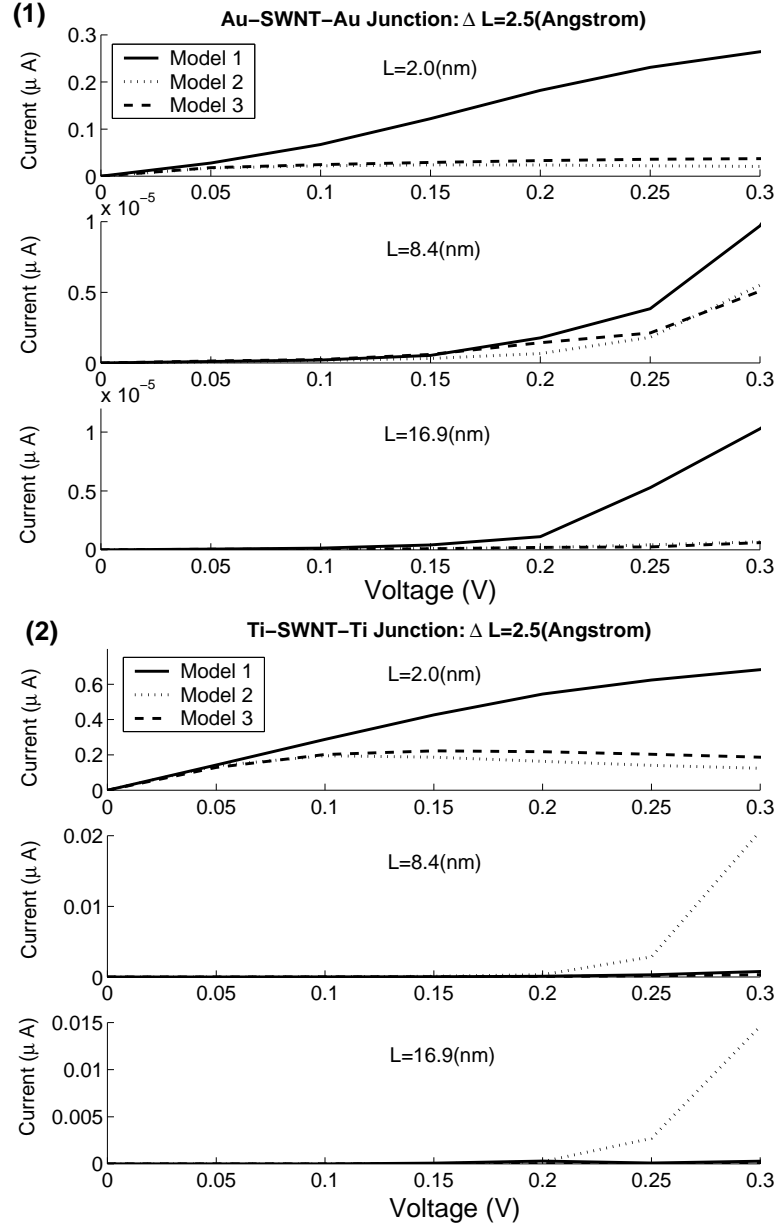 (1)
Au−SWNT−Au Junction: Δ L=2.5(Angstrom)
Current (μ A)
0.3
0.2
0.1
0
Model 1
Model 2
Model 3
L=2.0(nm)
0 0.05 0.1 0.15 0.2 0.25 0.3
x 10−5
Current (μ A)
1
0.5
0
L=8.4(nm)
0 0.05 0.1 0.15 0.2 0.25 0.3
x 10−5
Current (μ A)
1
0.5
0
L=16.9(nm)
0 0.05 0.1 0.15 0.2 0.25 0.3
Voltage (V)
(2)
Ti−SWNT−Ti Junction: Δ L=2.5(Angstrom)
Current (μ A)
0.6
0.4
0.2
0
Model 1
Model 2
Model 3
L=2.0(nm)
0 0.05 0.1 0.15 0.2 0.25 0.3
Current (μ A)
0.02
0.01
0
L=8.4(nm)
0 0.05 0.1 0.15 0.2 0.25 0.3
Current (μ A)
0.015
0.01
0.005
0
L=16.9(nm)
0 0.05 0.1 0.15 0.2 0.25 0.3
Voltage (V)